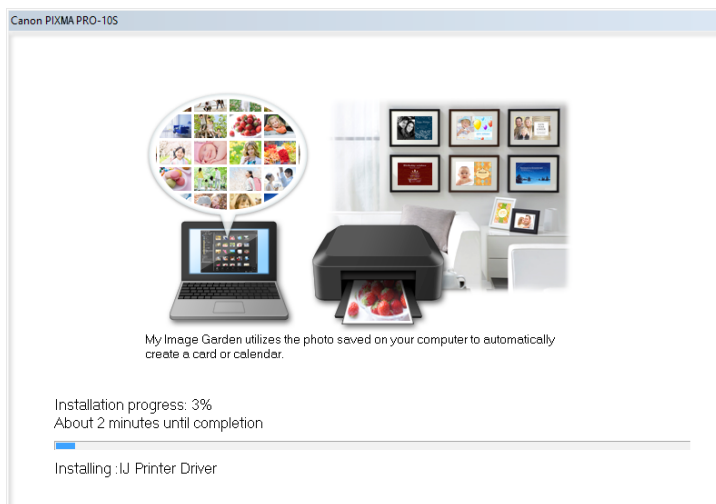 Canon PIXMA PRO-10S
My Image Garden utilizes the photo saved on your computer to automatically
create a card or calendar.
Installation progress: 3%
About 2 minutes until completion
Installing :IJ Printer Driver